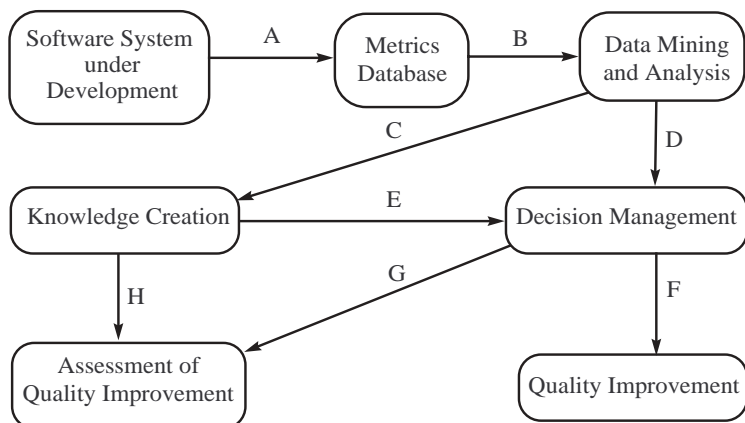 Software System
under
Development
A
Metrics
Database
B
Data Mining
and Analysis
C
D
Knowledge Creation
E
Decision Management
H
G
F
Assessment of
Quality Improvement
Quality Improvement